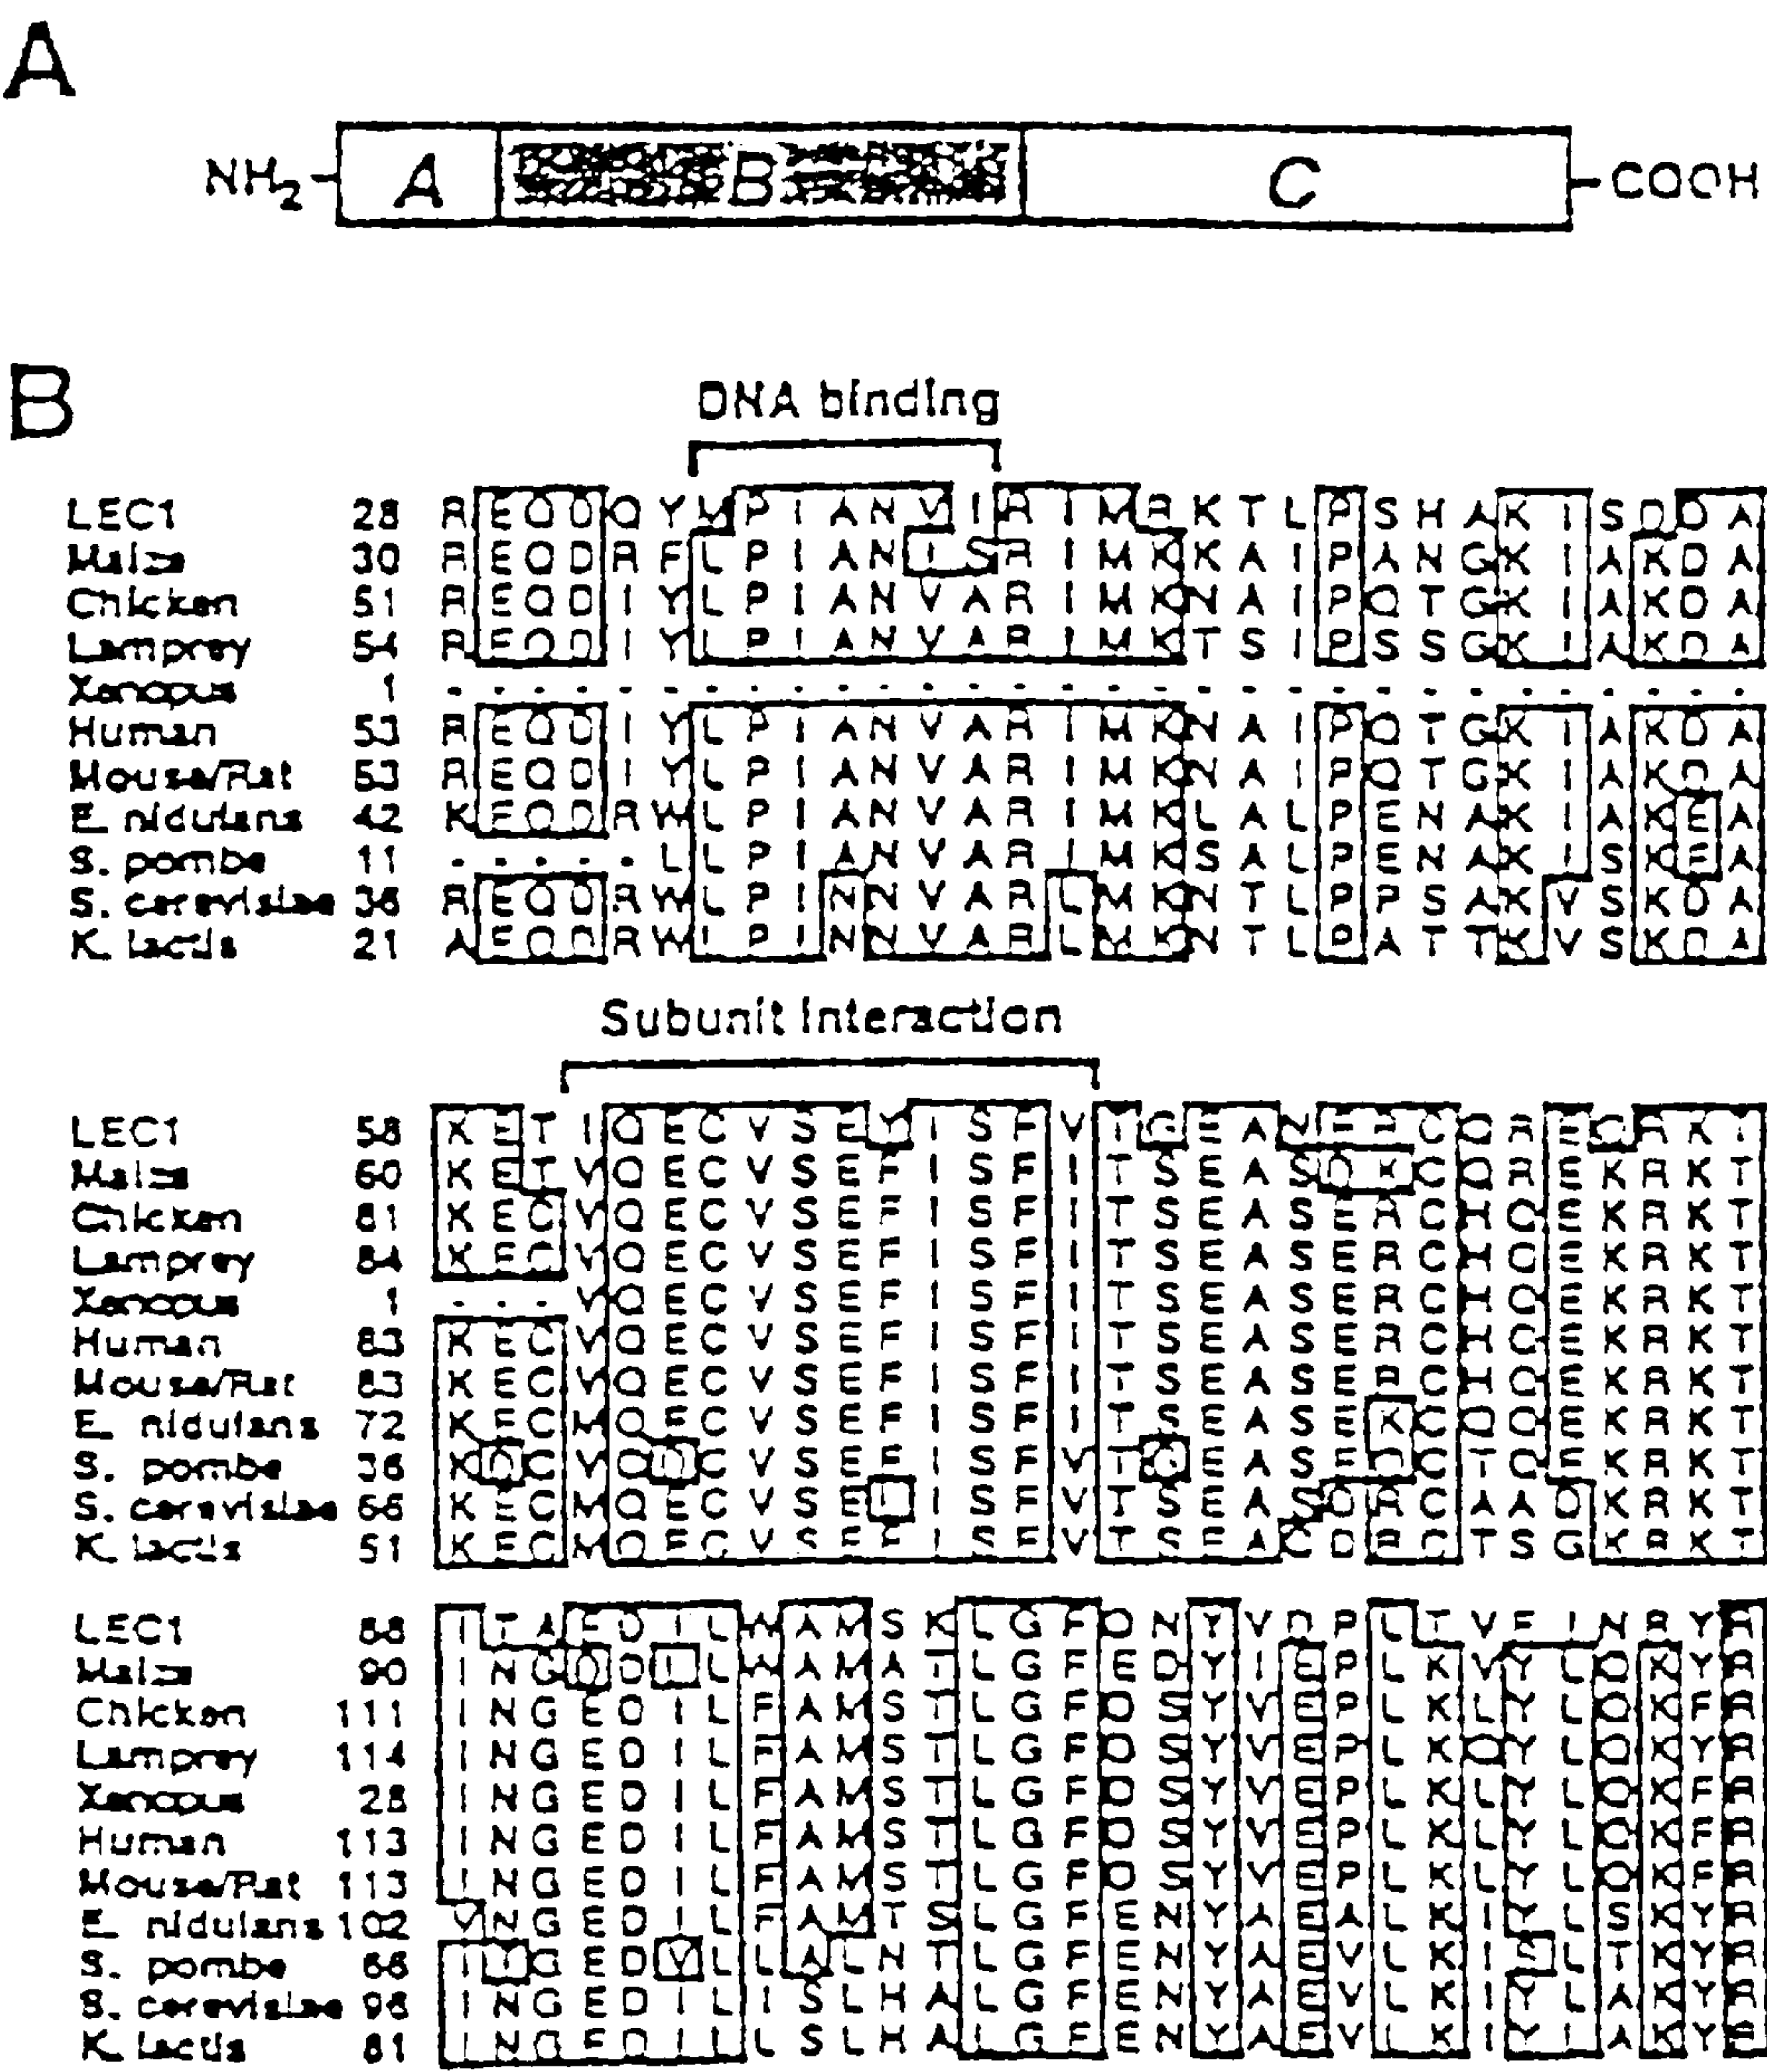 A
NH2 A B C COOH
B
DNA binding
LEC1 28 R E Q D Q Y M P I A N V I R I M R K T L P S H A K I S D D A
Maize 30 R E Q D R F L P I A N I S R I M K K A I P A N G K I A K D A
Chicken 51 R E Q D I Y L P I A N V A R I M K N A I P Q T G K I A K D A
Lamprey 54 R E Q D I Y L P I A N V A R I M K T S I P S S G K I A K D A
Xenopus 1 . . . . . . . . . . . . . . . . . . . . . . . . . . . . . .
Human 53 R E Q D I Y L P I A N V A R I M K N A I P Q T G K I A K D A
Mouse/Rat 53 R E Q D I Y L P I A N V A R I M K N A I P Q T G K I A K D A
E. nidulans 42 K E Q D R W L P I A N V A R I M K L A L P E N A K I A K E A
S. pombe 11 . . . . . L L P I A N V A R I M K S A L P E N A K I S K E A
S. cerevisiae 36 R E Q D R W L P I N N V A R L M K N T L P P S A K V S K D A
K. lactis 21 A E Q D R W L P I N N V A R L M K N T L P A T T K V S K D A
Subunit interaction
LEC1 58 K E T I Q E C V S E Y I S F V T G E A N E R C Q R E Q R K T
Maize 60 K E T V Q E C V S E F I S F I T S E A S D K C Q R E K R K T
Chicken 81 K E C V Q E C V S E F I S F I T S E A S E R C H Q E K R K T
Lamprey 84 K E C V Q E C V S E F I S F I T S E A S E R C H Q E K R K T
Xenopus 1 . . . V Q E C V S E F I S F I T S E A S E R C H Q E K R K T
Human 83 K E C V Q E C V S E F I S F I T S E A S E R C H Q E K R K T
Mouse/Rat 83 K E C V Q E C V S E F I S F I T S E A S E R C H Q E K R K T
E. nidulans 72 K E C M Q E C V S E F I S F I T S E A S E K C Q Q E K R K T
S. pombe 36 K D C V Q D C V S E F I S F V T G E A S E Q C T Q E K R K T
S. cerevisiae 66 K E C M Q E C V S E L I S F V T S E A S D R C A A D K R K T
K. lactis 51 K E C M Q E C V S E F I S F V T S E A C D R C T S G K R K T
LEC1 88 I T A E D I L W A M S K L G F D N Y V D P L T V F I N R Y R
Maize 90 I N G D D L L W A M A T L G F E D Y I E P L K V Y L Q K Y R
Chicken 111 I N G E D I L F A M S T L G F D S Y V E P L K L Y L Q K F R
Lamprey 114 I N G E D I L F A M S T L G F D S Y V E P L K Q Y L Q K Y R
Xenopus 28 I N G E D I L F A M S T L G F D S Y V E P L K L Y L Q K F R
Human 113 I N G E D I L F A M S T L G F D S Y V E P L K L Y L Q K F R
Mouse/Rat 113 I N G E D I L F A M S T L G F D S Y V E P L K L Y L Q K F R
E. nidulans 102 V N G E D I L F A M T S L G F E N Y A E A L K I Y L S K Y R
S. pombe 66 I T G E D V L L A L N T L G F E N Y A E V L K I S L T K Y R
S. cerevisiae 96 I N G E D I L I S L H A L G F E N Y A E V L K I Y L A K Y R
K. lactis 81 I N G E D I L L S L H A L G F E N Y A E V L K I Y L A K Y R